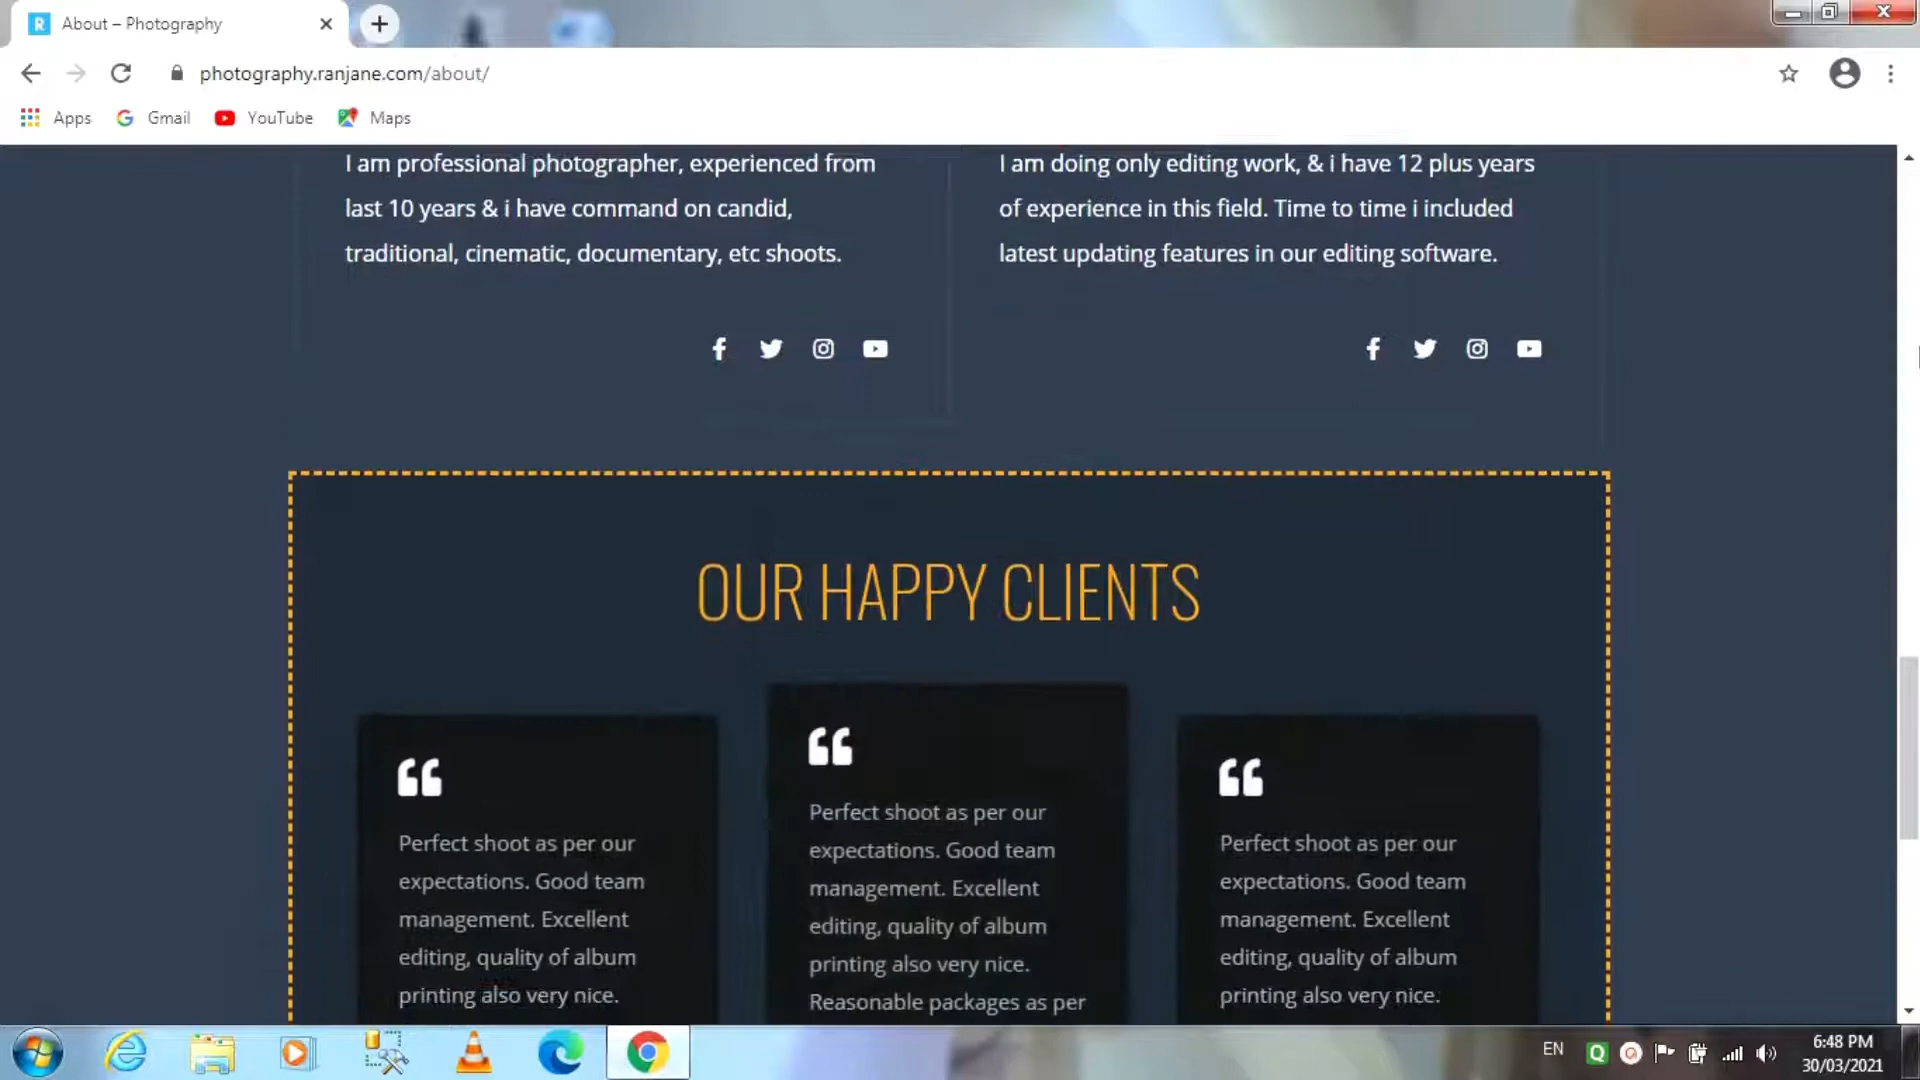 About – Photography
photography.ranjane.com/about/
Apps Gmail YouTube Maps
I am professional photographer, experienced from
last 10 years & i have command on candid,
traditional, cinematic, documentary, etc shoots.
I am doing only editing work, & i have 12 plus years
of experience in this field. Time to time i included
latest updating features in our editing software.
OUR HAPPY CLIENTS
Perfect shoot as per our
expectations. Good team
management. Excellent
editing, quality of album
printing also very nice.
Perfect shoot as per our
expectations. Good team
management. Excellent
editing, quality of album
printing also very nice.
Reasonable packages as per
Perfect shoot as per our
expectations. Good team
management. Excellent
editing, quality of album
printing also very nice.
EN
6:48 PM
30/03/2021